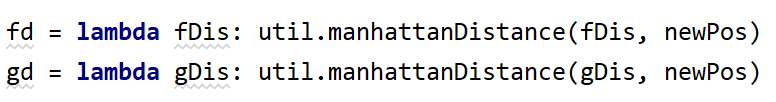 fd = lambda fDis: util.manhattanDistance(fDis, newPos)
gd = lambda gDis: util.manhattanDistance(gDis, newPos)